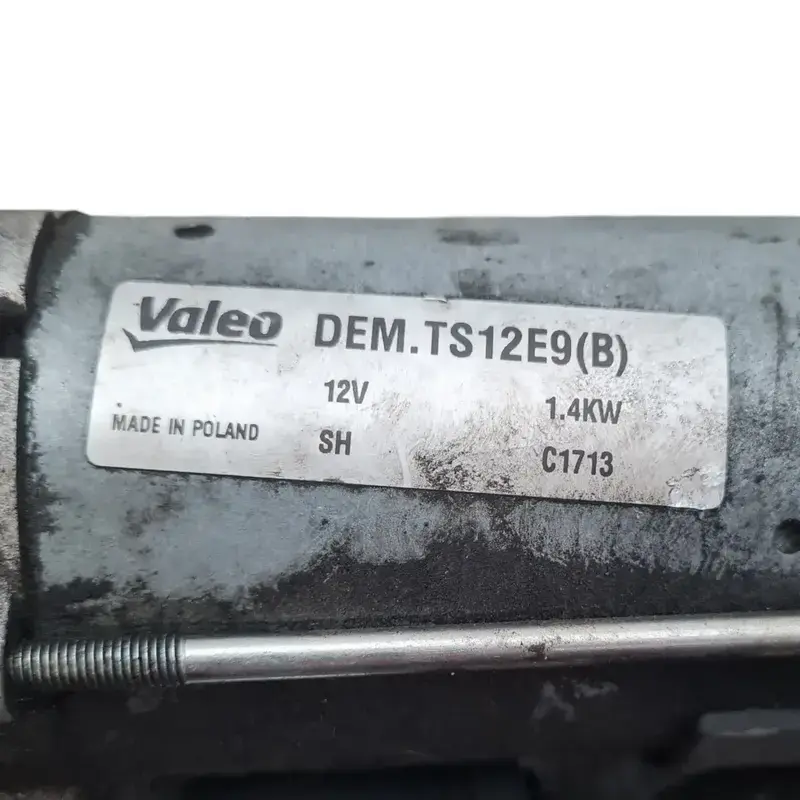 Valeo DEM.TS12E9(B)
12V 1.4KW
MADE IN POLAND SH C1713